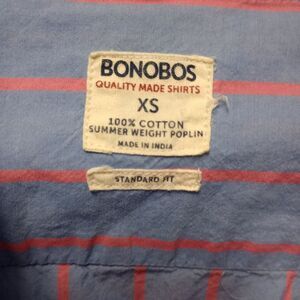 BONOBOS
QUALITY MADE SHIRTS
XS
100% COTTON
SUMMER WEIGHT POPLIN
MADE IN INDIA
STANDARD FIT